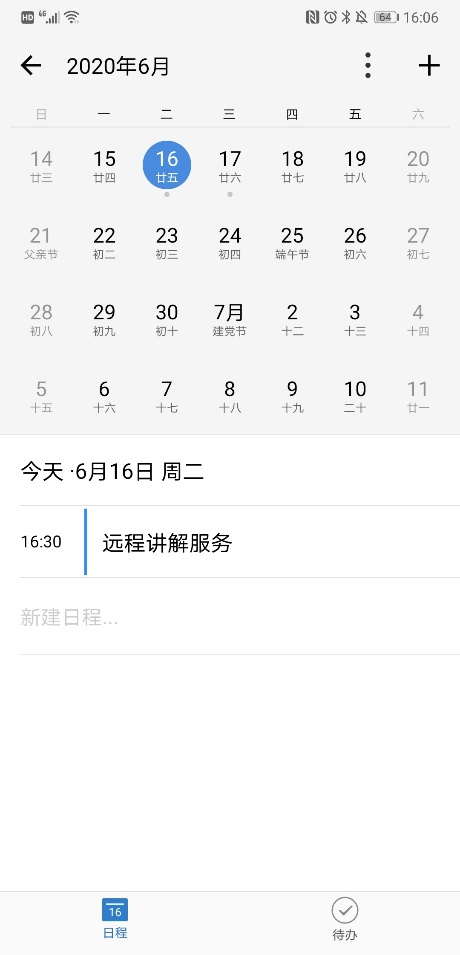 HD 4G 64 16:06
2020年6月
日 一 二 三 四 五 六
14 15 16 17 18 19 20
廿三 廿四 廿五 廿六 廿七 廿八 廿九
21 22 23 24 25 26 27
父亲节 初二 初三 初四 端午节 初六 初七
28 29 30 7月 2 3 4
初八 初九 初十 建党节 十二 十三 十四
5 6 7 8 9 10 11
十五 十六 十七 十八 十九 二十 廿一
今天 ·6月16日 周二
16:30 远程讲解服务
新建日程...
16
日程 待办